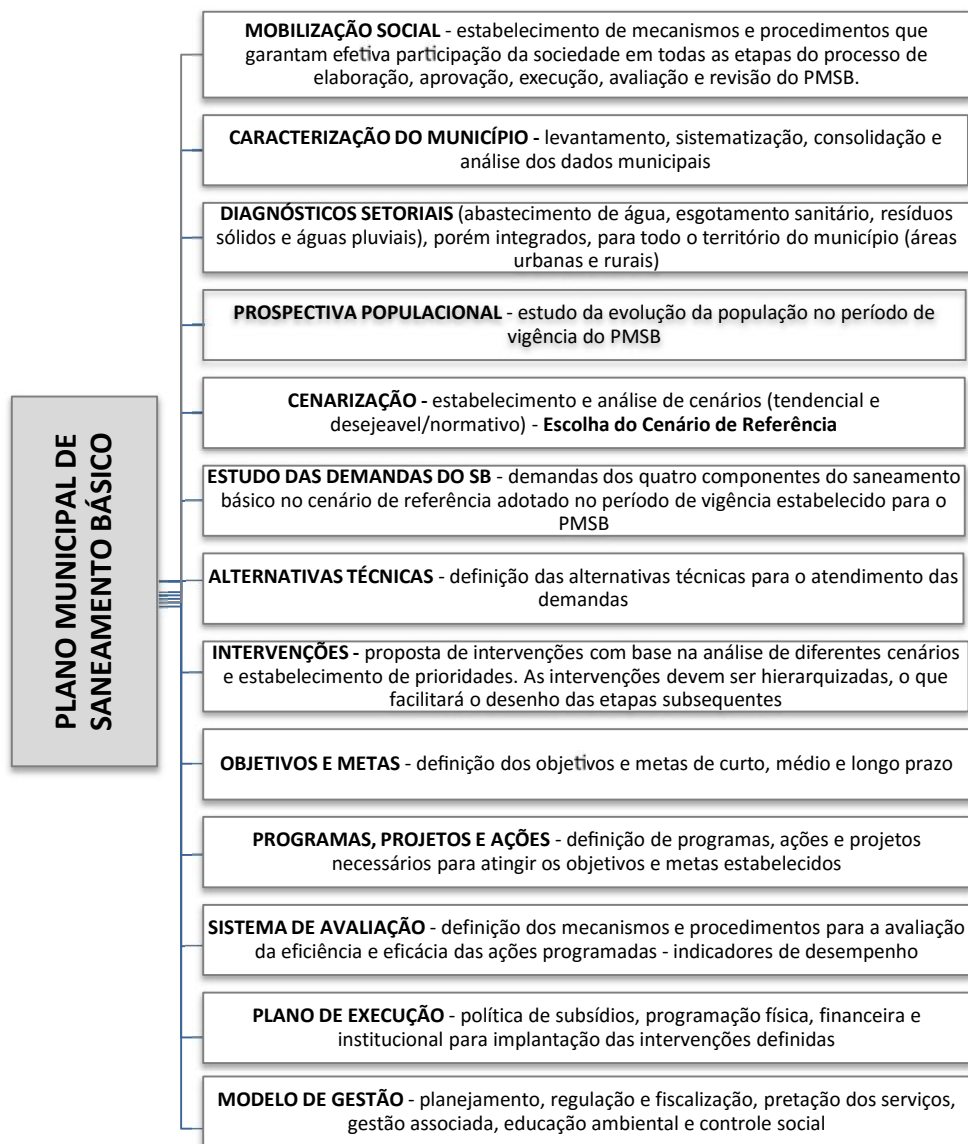 PLANO MUNICIPAL DE
SANEAMENTO BÁSICO
MOBILIZAÇÃO SOCIAL - estabelecimento de mecanismos e procedimentos que
garantam efetiva participação da sociedade em todas as etapas do processo de
elaboração, aprovação, execução, avaliação e revisão do PMSB.
CARACTERIZAÇÃO DO MUNICÍPIO - levantamento, sistematização, consolidação e
análise dos dados municipais
DIAGNÓSTICOS SETORIAIS (abastecimento de água, esgotamento sanitário, resíduos
sólidos e águas pluviais), porém integrados, para todo o território do município (áreas
urbanas e rurais)
PROSPECTIVA POPULACIONAL - estudo da evolução da população no período de
vigência do PMSB
CENARIZAÇÃO - estabelecimento e análise de cenários (tendencial e
desejeavel/normativo) - Escolha do Cenário de Referência
ESTUDO DAS DEMANDAS DO SB - demandas dos quatro componentes do saneamento
básico no cenário de referência adotado no período de vigência estabelecido para o
PMSB
ALTERNATIVAS TÉCNICAS - definição das alternativas técnicas para o atendimento das
demandas
INTERVENÇÕES - proposta de intervenções com base na análise de diferentes cenários
e estabelecimento de prioridades. As intervenções devem ser hierarquizadas, o que
facilitará o desenho das etapas subsequentes
OBJETIVOS E METAS - definição dos objetivos e metas de curto, médio e longo prazo
PROGRAMAS, PROJETOS E AÇÕES - definição de programas, ações e projetos
necessários para atingir os objetivos e metas estabelecidos
SISTEMA DE AVALIAÇÃO - definição dos mecanismos e procedimentos para a avaliação
da eficiência e eficácia das ações programadas - indicadores de desempenho
PLANO DE EXECUÇÃO - política de subsídios, programação física, financeira e
institucional para implantação das intervenções definidas
MODELO DE GESTÃO - planejamento, regulação e fiscalização, pretação dos serviços,
gestão associada, educação ambiental e controle social